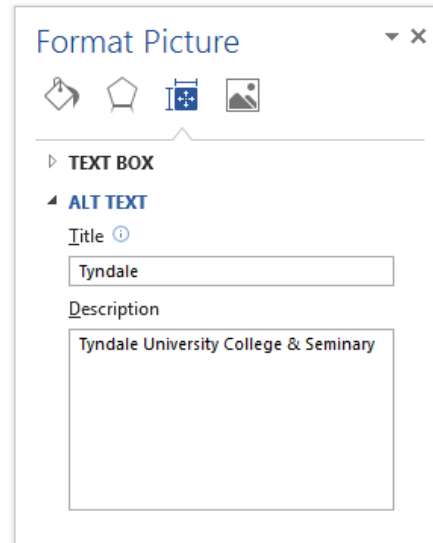 Format Picture
TEXT BOX
ALT TEXT
Title
Tyndale
Description
Tyndale University College & Seminary